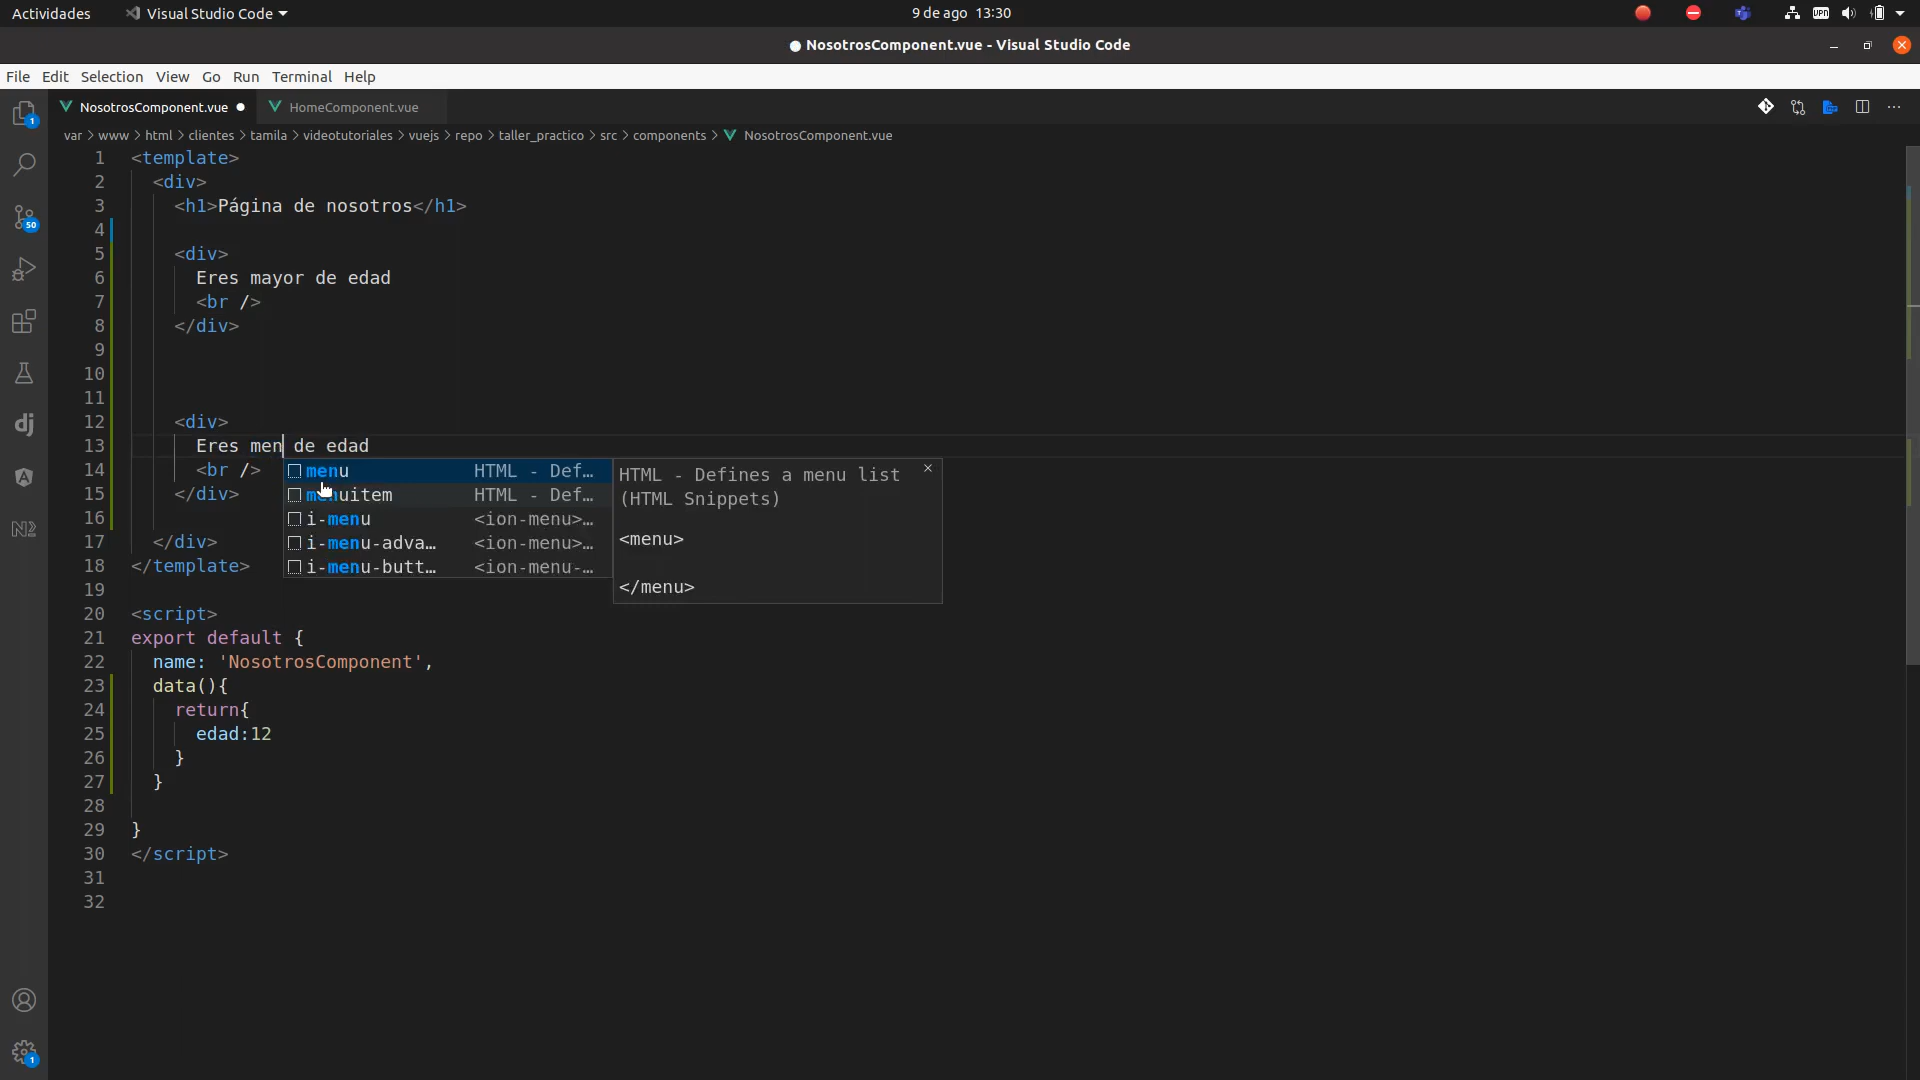 Actividades Visual Studio Code 9 de ago 13:30 VPN
NosotrosComponent.vue - Visual Studio Code
File Edit Selection View Go Run Terminal Help
NosotrosComponent.vue HomeComponent.vue
var > www > html > clientes > tamila > videotutoriales > vuejs > repo > taller_practico > src > components > NosotrosComponent.vue
1 <template>
2 <div>
3 <h1>Página de nosotros</h1>
4
5 <div>
6 Eres mayor de edad
7 <br />
8 </div>
9
10
11
12 <div>
13 Eres men de edad
14 <br />
15 </div>
16
17 </div>
18 </template>
19
20 <script>
21 export default {
22 name: 'NosotrosComponent',
23 data(){
24 return{
25 edad:12
26 }
27 }
28
29 }
30 </script>
31
32
menu HTML - Def…
menuitem HTML - Def…
i-menu <ion-menu>…
i-menu-adva… <ion-menu>…
i-menu-butt… <ion-menu-…
HTML - Defines a menu list
(HTML Snippets)
<menu>
</menu>
1
50
dj
N2
1